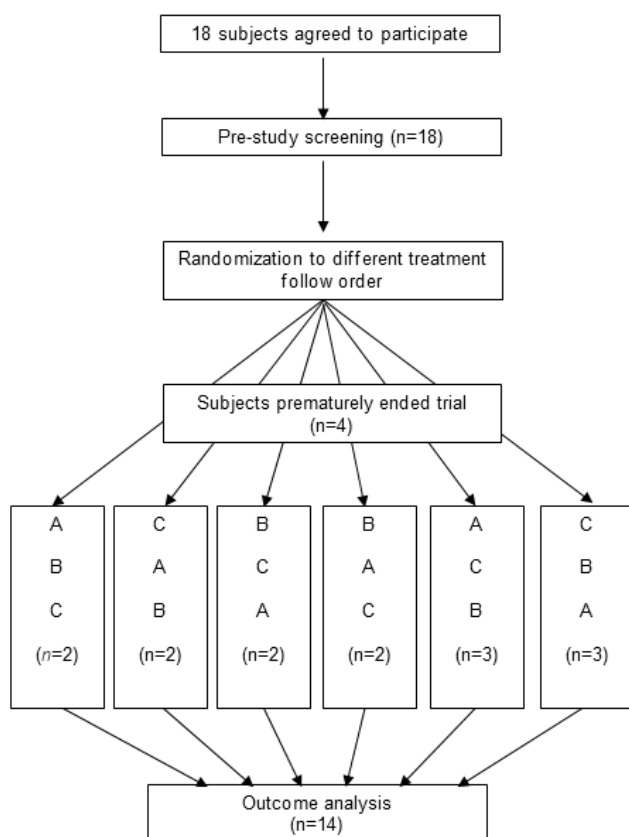 18 subjects agreed to participate
Pre-study screening (n=18)
Randomization to different treatment
follow order
Subjects prematurely ended trial
(n=4)
A
B
C
(n=2)
C
A
B
(n=2)
B
C
A
(n=2)
B
A
C
(n=2)
A
C
B
(n=3)
C
B
A
(n=3)
Outcome analysis
(n=14)